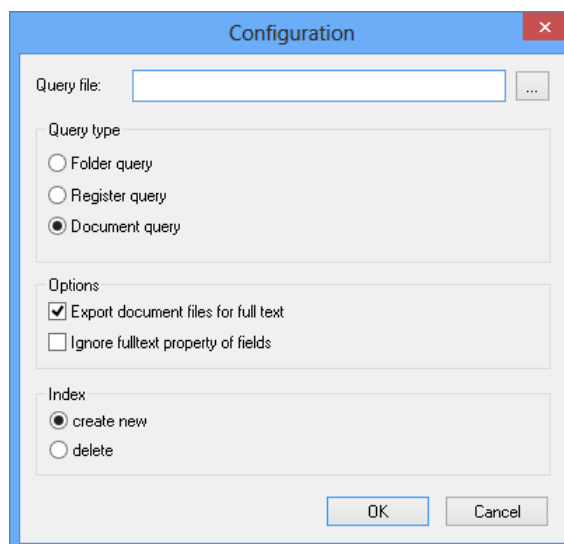 Configuration
Query file:
...
Query type
Folder query
Register query
Document query
Options
Export document files for full text
Ignore fulltext property of fields
Index
create new
delete
OK Cancel